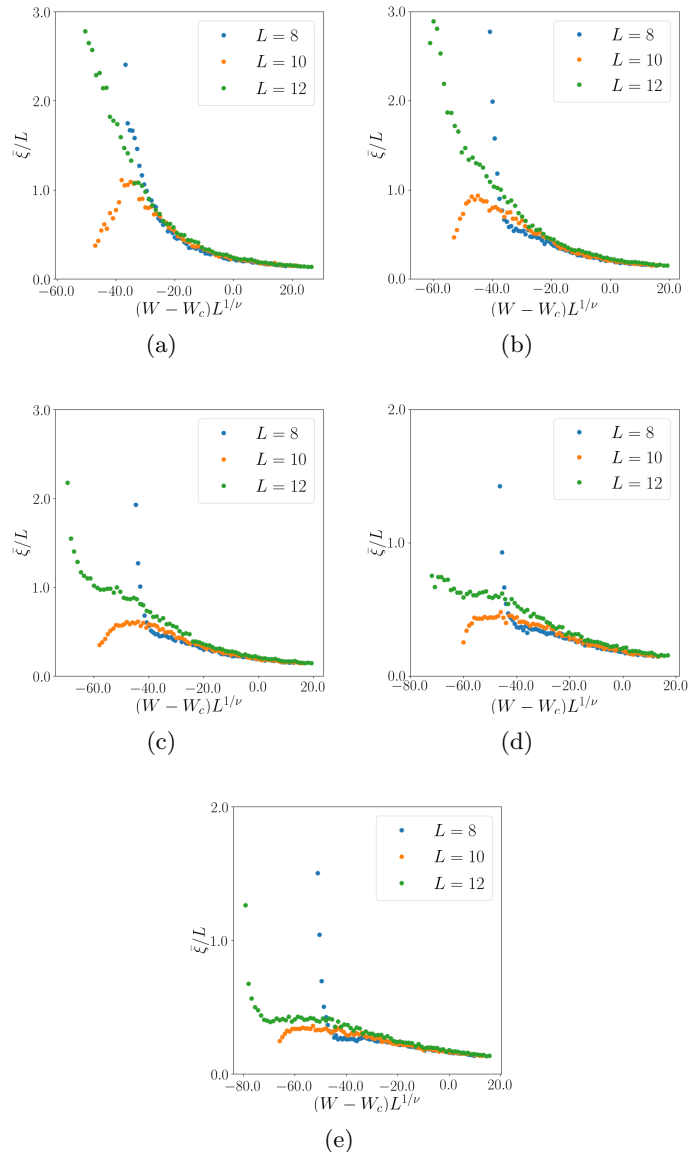 3.0
2.0
1.0
0.0
ξ̄/L
L = 8
L = 10
L = 12
−60.0 −40.0 −20.0 0.0 20.0
(W − W_c)L^{1/ν}
(a)
3.0
2.0
1.0
0.0
ξ̄/L
L = 8
L = 10
L = 12
−60.0 −40.0 −20.0 0.0 20.0
(W − W_c)L^{1/ν}
(b)
3.0
2.0
1.0
0.0
ξ̄/L
L = 8
L = 10
L = 12
−60.0 −40.0 −20.0 0.0 20.0
(W − W_c)L^{1/ν}
(c)
2.0
1.0
0.0
ξ̄/L
L = 8
L = 10
L = 12
−80.0 −60.0 −40.0 −20.0 0.0 20.0
(W − W_c)L^{1/ν}
(d)
2.0
1.0
0.0
ξ̄/L
L = 8
L = 10
L = 12
−80.0 −60.0 −40.0 −20.0 0.0 20.0
(W − W_c)L^{1/ν}
(e)